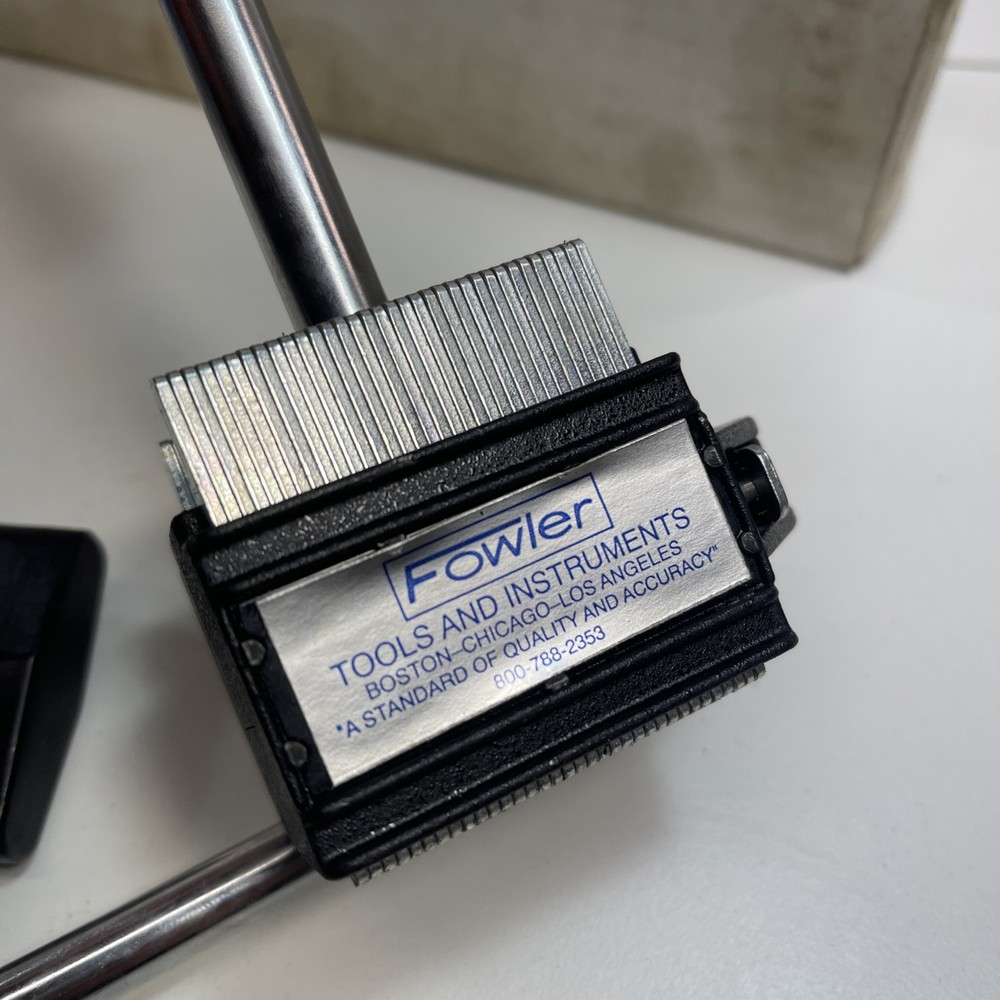 Fowler
TOOLS AND INSTRUMENTS
BOSTON–CHICAGO–LOS ANGELES
"A STANDARD OF QUALITY AND ACCURACY"
800-788-2353